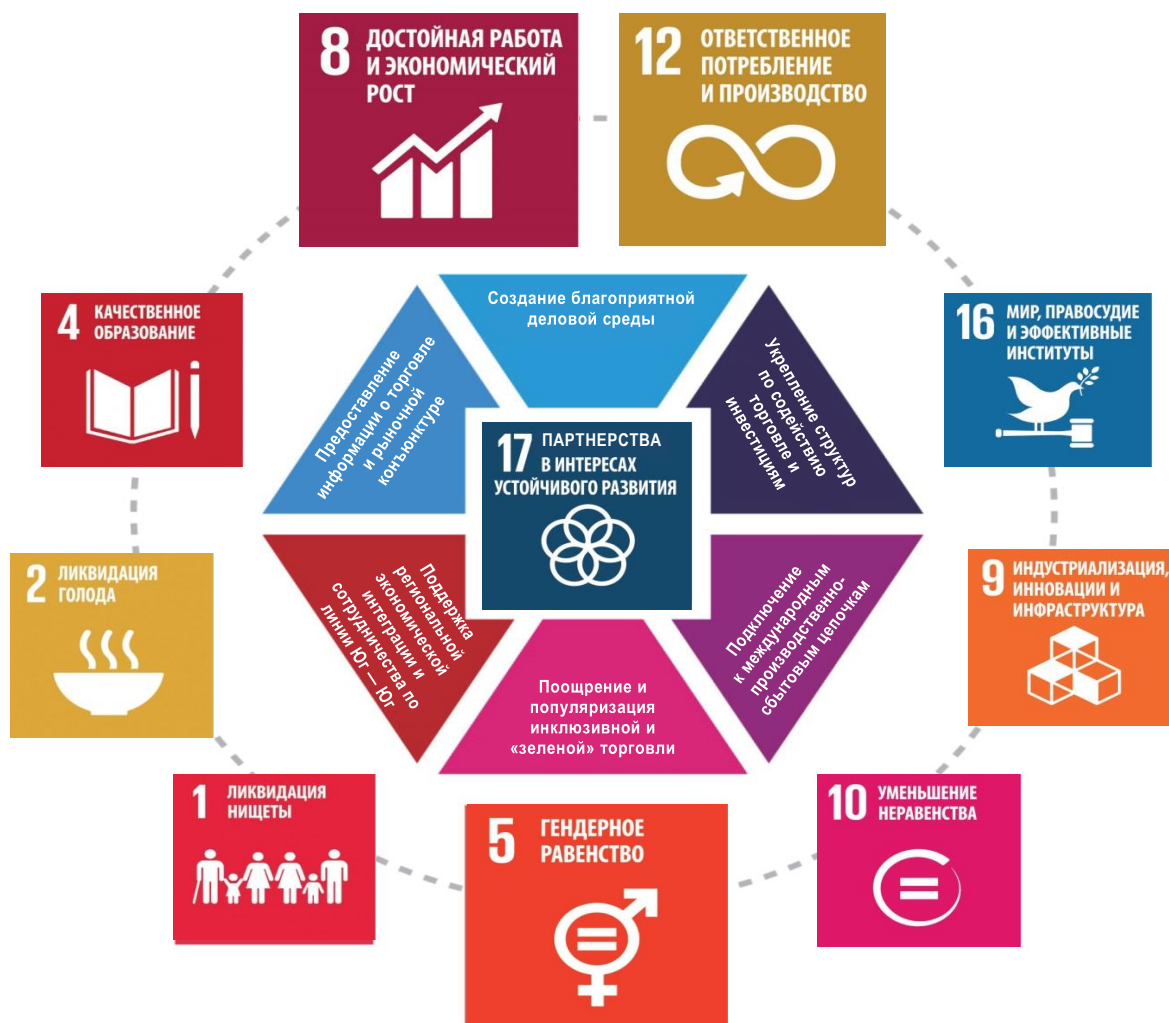 8 ДОСТОЙНАЯ РАБОТА
И ЭКОНОМИЧЕСКИЙ
РОСТ
12 ОТВЕТСТВЕННОЕ
ПОТРЕБЛЕНИЕ
И ПРОИЗВОДСТВО
4 КАЧЕСТВЕННОЕ
ОБРАЗОВАНИЕ
Создание благоприятной
деловой среды
16 МИР, ПРАВОСУДИЕ
И ЭФФЕКТИВНЫЕ
ИНСТИТУТЫ
Предоставление
информации о торговле
и рыночной
конъюнктуре
Укрепление структур
по содействию
торговле и
инвестициям
17 ПАРТНЕРСТВА
В ИНТЕРЕСАХ
УСТОЙЧИВОГО РАЗВИТИЯ
2 ЛИКВИДАЦИЯ
ГОЛОДА
Поддержка
региональной
экономической
интеграции и
сотрудничества по
линии Юг — Юг
Подключение
к международным
производственно-
сбытовым цепочкам
9 ИНДУСТРИАЛИЗАЦИЯ,
ИННОВАЦИИ И
ИНФРАСТРУКТУРА
Поощрение и
популяризация
инклюзивной и
«зеленой» торговли
1 ЛИКВИДАЦИЯ
НИЩЕТЫ
5 ГЕНДЕРНОЕ
РАВЕНСТВО
10 УМЕНЬШЕНИЕ
НЕРАВЕНСТВА